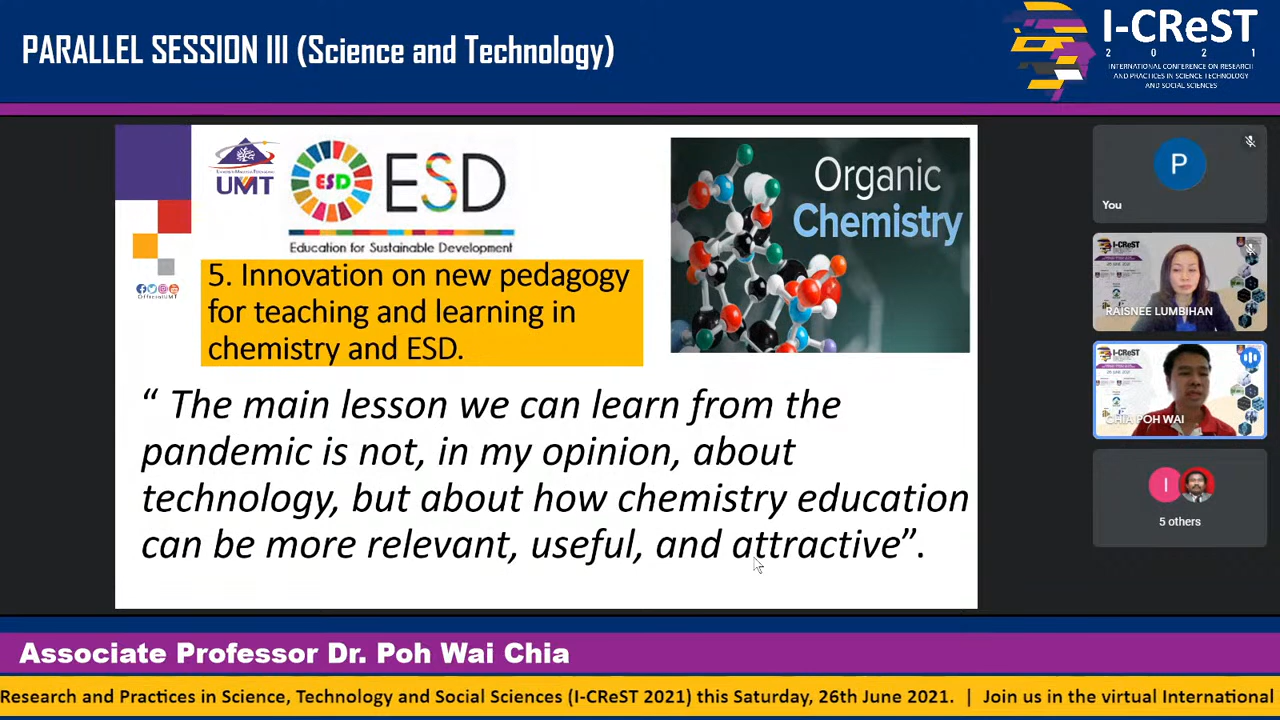 PARALLEL SESSION III (Science and Technology)
I-CReST
2 0 2 1
INTERNATIONAL CONFERENCE ON RESEARCH
AND PRACTICES IN SCIENCE TECHNOLOGY
AND SOCIAL SCIENCES
UMT
ESD
ESD
Education for Sustainable Development
OfficialUMT
Organic
Chemistry
5. Innovation on new pedagogy
for teaching and learning in
chemistry and ESD.
“ The main lesson we can learn from the
pandemic is not, in my opinion, about
technology, but about how chemistry education
can be more relevant, useful, and attractive”.
P
You
I-CReST
RAISNEE LUMBIHAN
I-CReST
CHIA POH WAI
I
5 others
Associate Professor Dr. Poh Wai Chia
Research and Practices in Science, Technology and Social Sciences (I-CReST 2021) this Saturday, 26th June 2021. | Join us in the virtual International